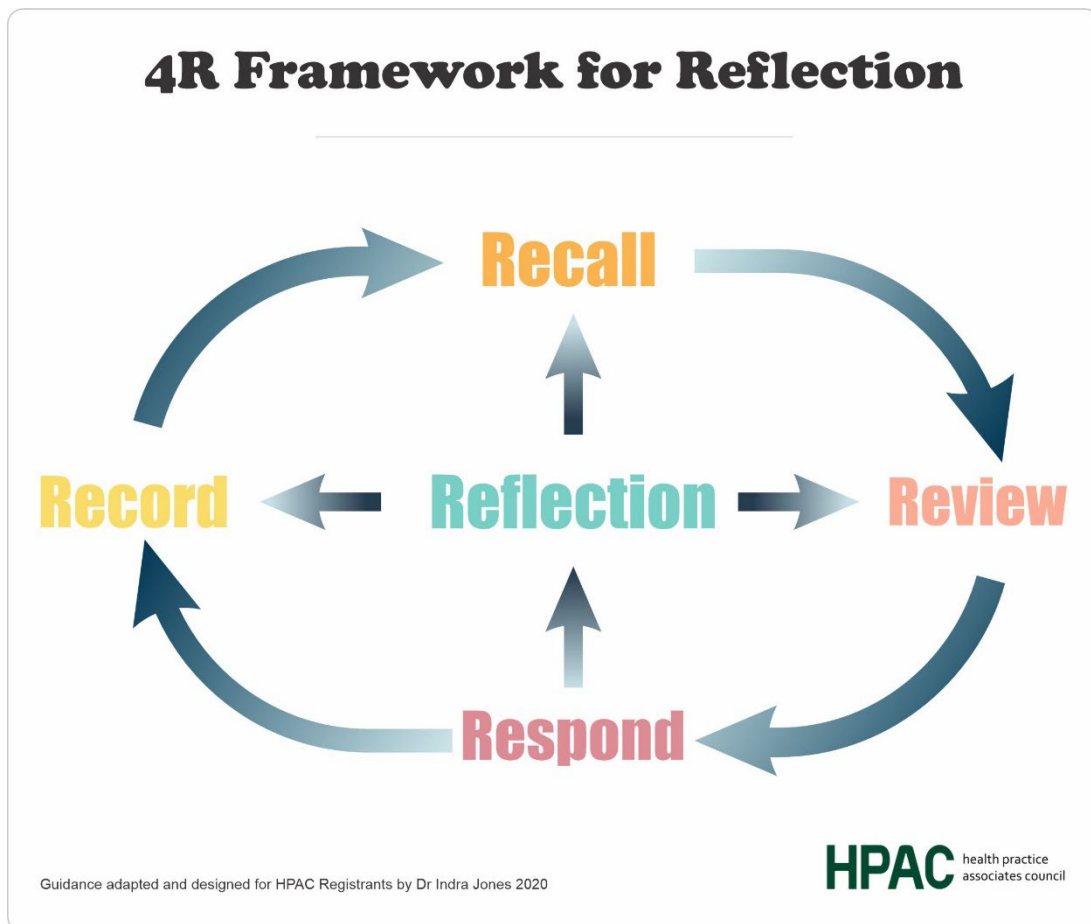 4R Framework for Reflection
Recall
Record
Reflection
Review
Respond
Guidance adapted and designed for HPAC Registrants by Dr Indra Jones 2020
HPAC health practice
associates council